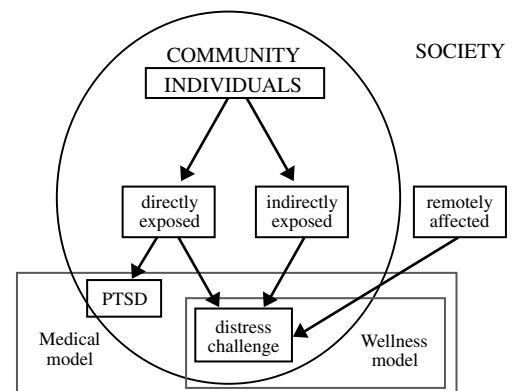 COMMUNITY
SOCIETY
INDIVIDUALS
directly
exposed
indirectly
exposed
remotely
affected
PTSD
Medical
model
distress
challenge
Wellness
model